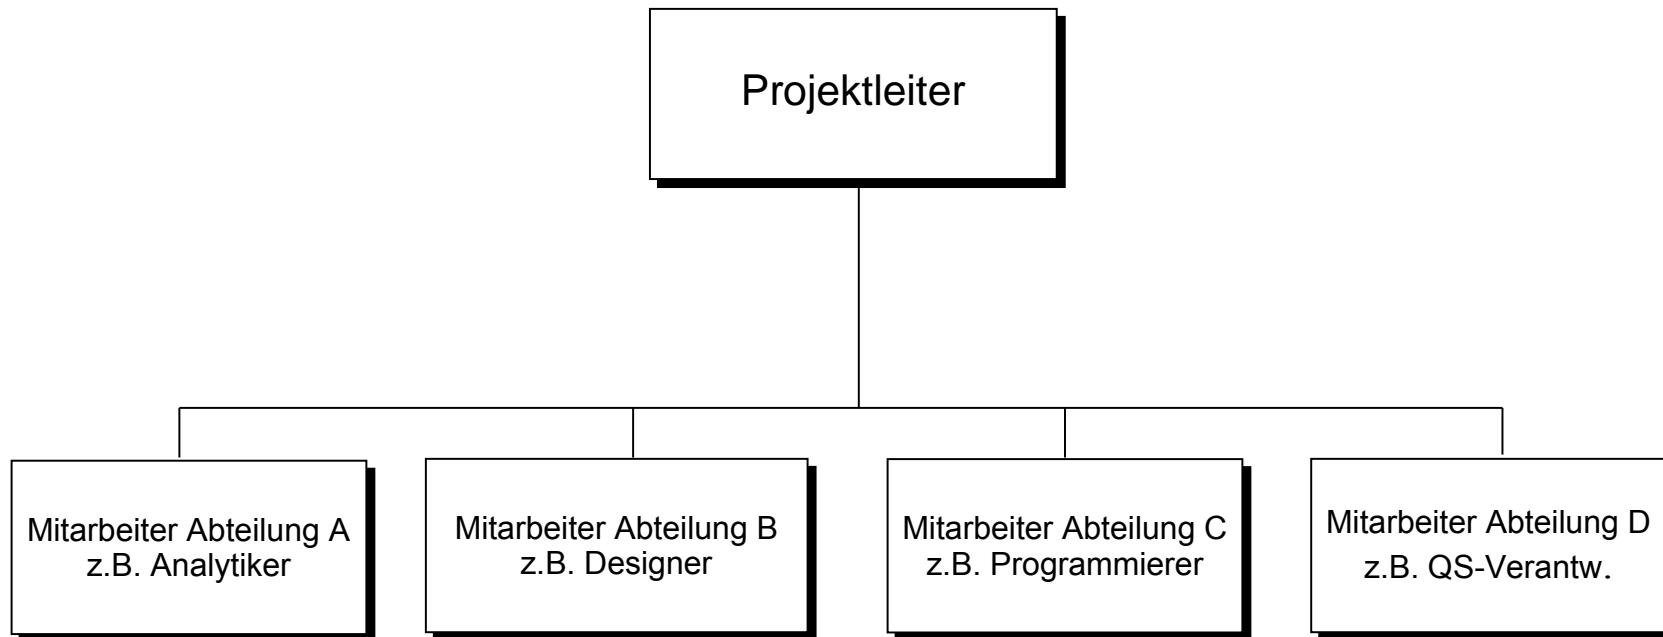 Projektleiter
Mitarbeiter Abteilung A
z.B. Analytiker
Mitarbeiter Abteilung B
z.B. Designer
Mitarbeiter Abteilung C
z.B. Programmierer
Mitarbeiter Abteilung D
z.B. QS-Verantw.